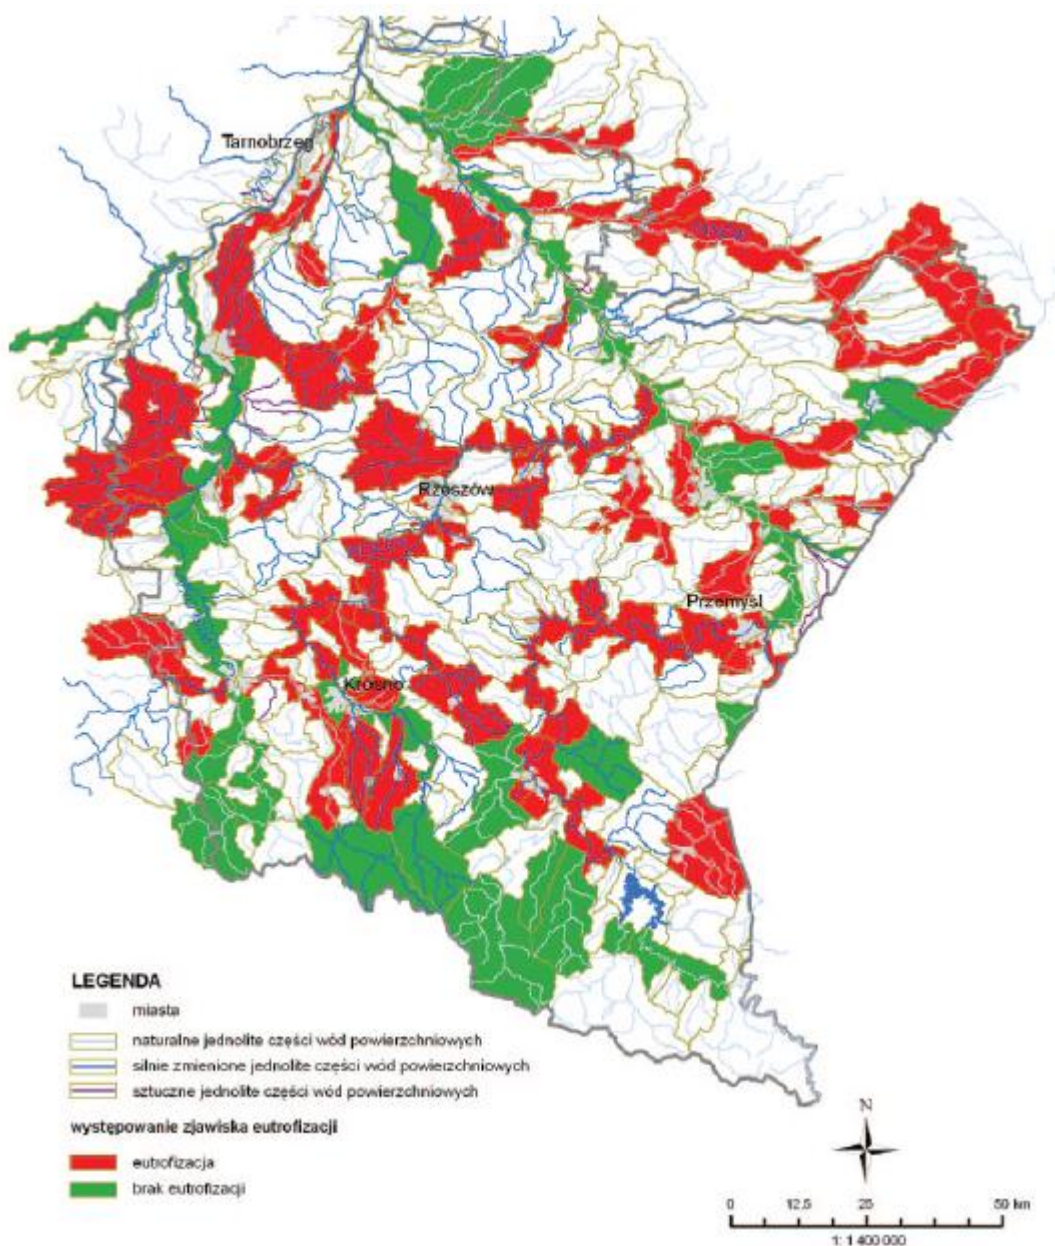 Tarnobrzeg
Rzeszów
Przemyśl
Krosno
LEGENDA
miasta
naturalne jednolite części wód powierzchniowych
silnie zmienione jednolite części wód powierzchniowych
sztuczne jednolite części wód powierzchniowych
występowanie zjawiska eutrofizacji
eutrofizacja
brak eutrofizacji
N
0 12,5 25 50 km
1: 1 400 000